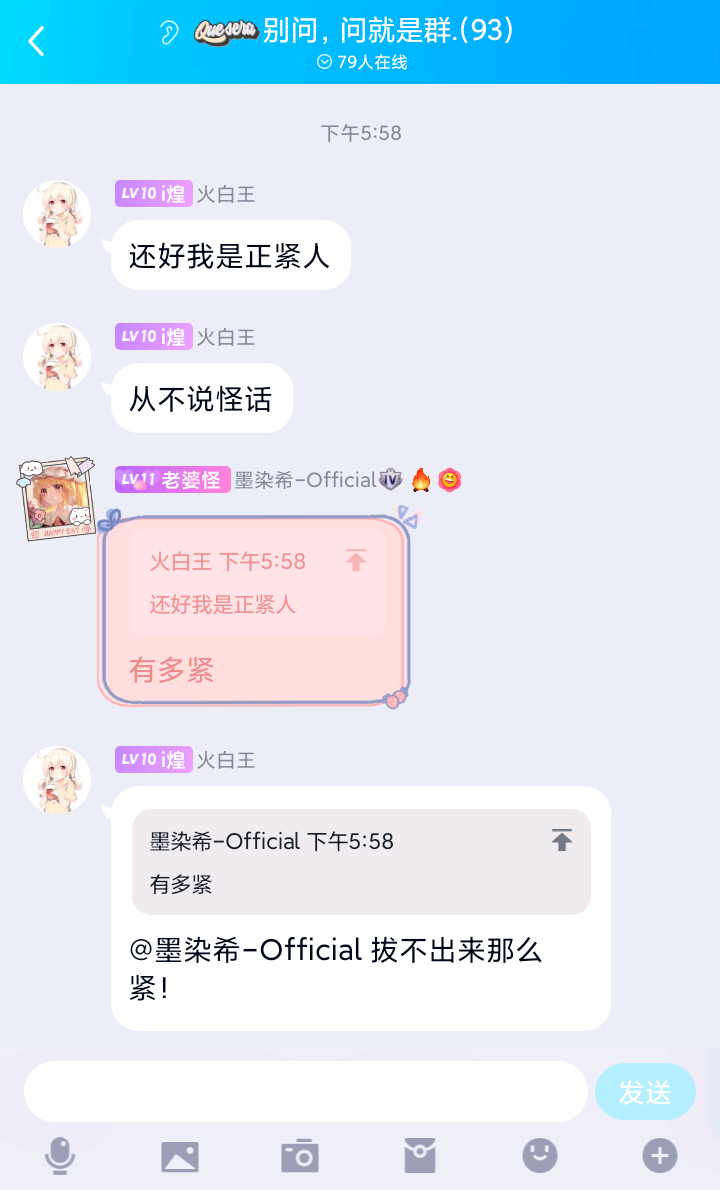 Que sera 别问，问就是群.(93)
79人在线
下午5:58
LV10 i煌 火白王
还好我是正紧人
LV10 i煌 火白王
从不说怪话
LV11 老婆怪 墨染希-Official IV
火白王 下午5:58
还好我是正紧人
有多紧
HAPPY DAY
LV10 i煌 火白王
墨染希-Official 下午5:58
有多紧
@墨染希-Official 拔不出来那么
紧！
发送